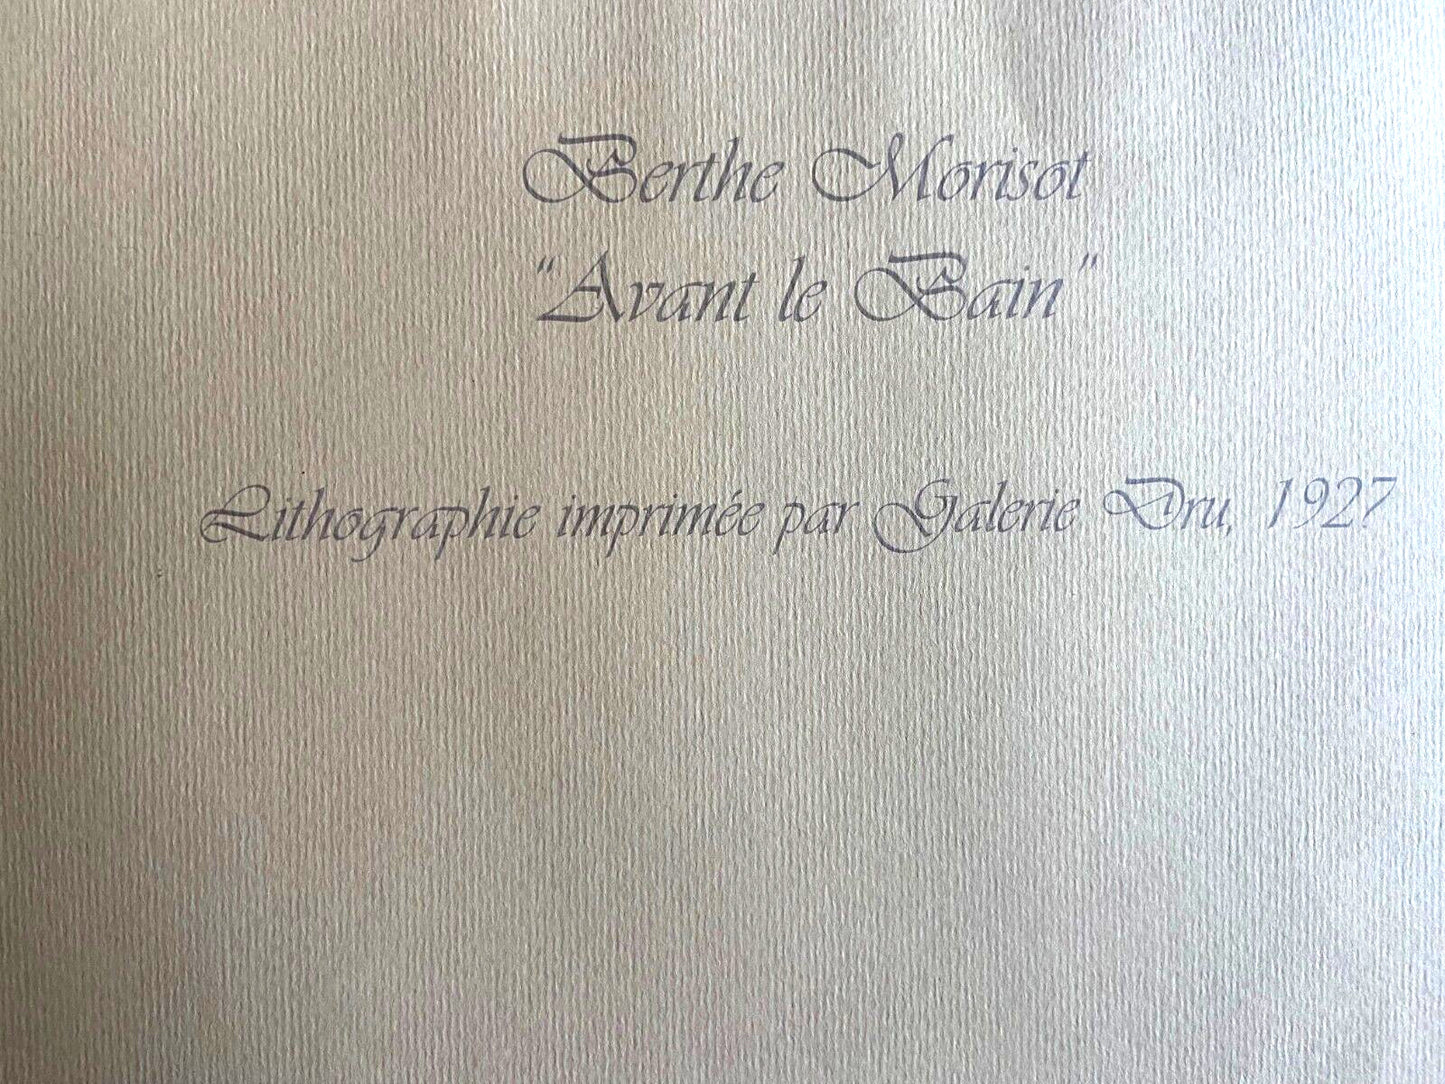 Berthe Morisot
“Avant le Bain”
Lithographie imprimée par Galerie Dru, 1927